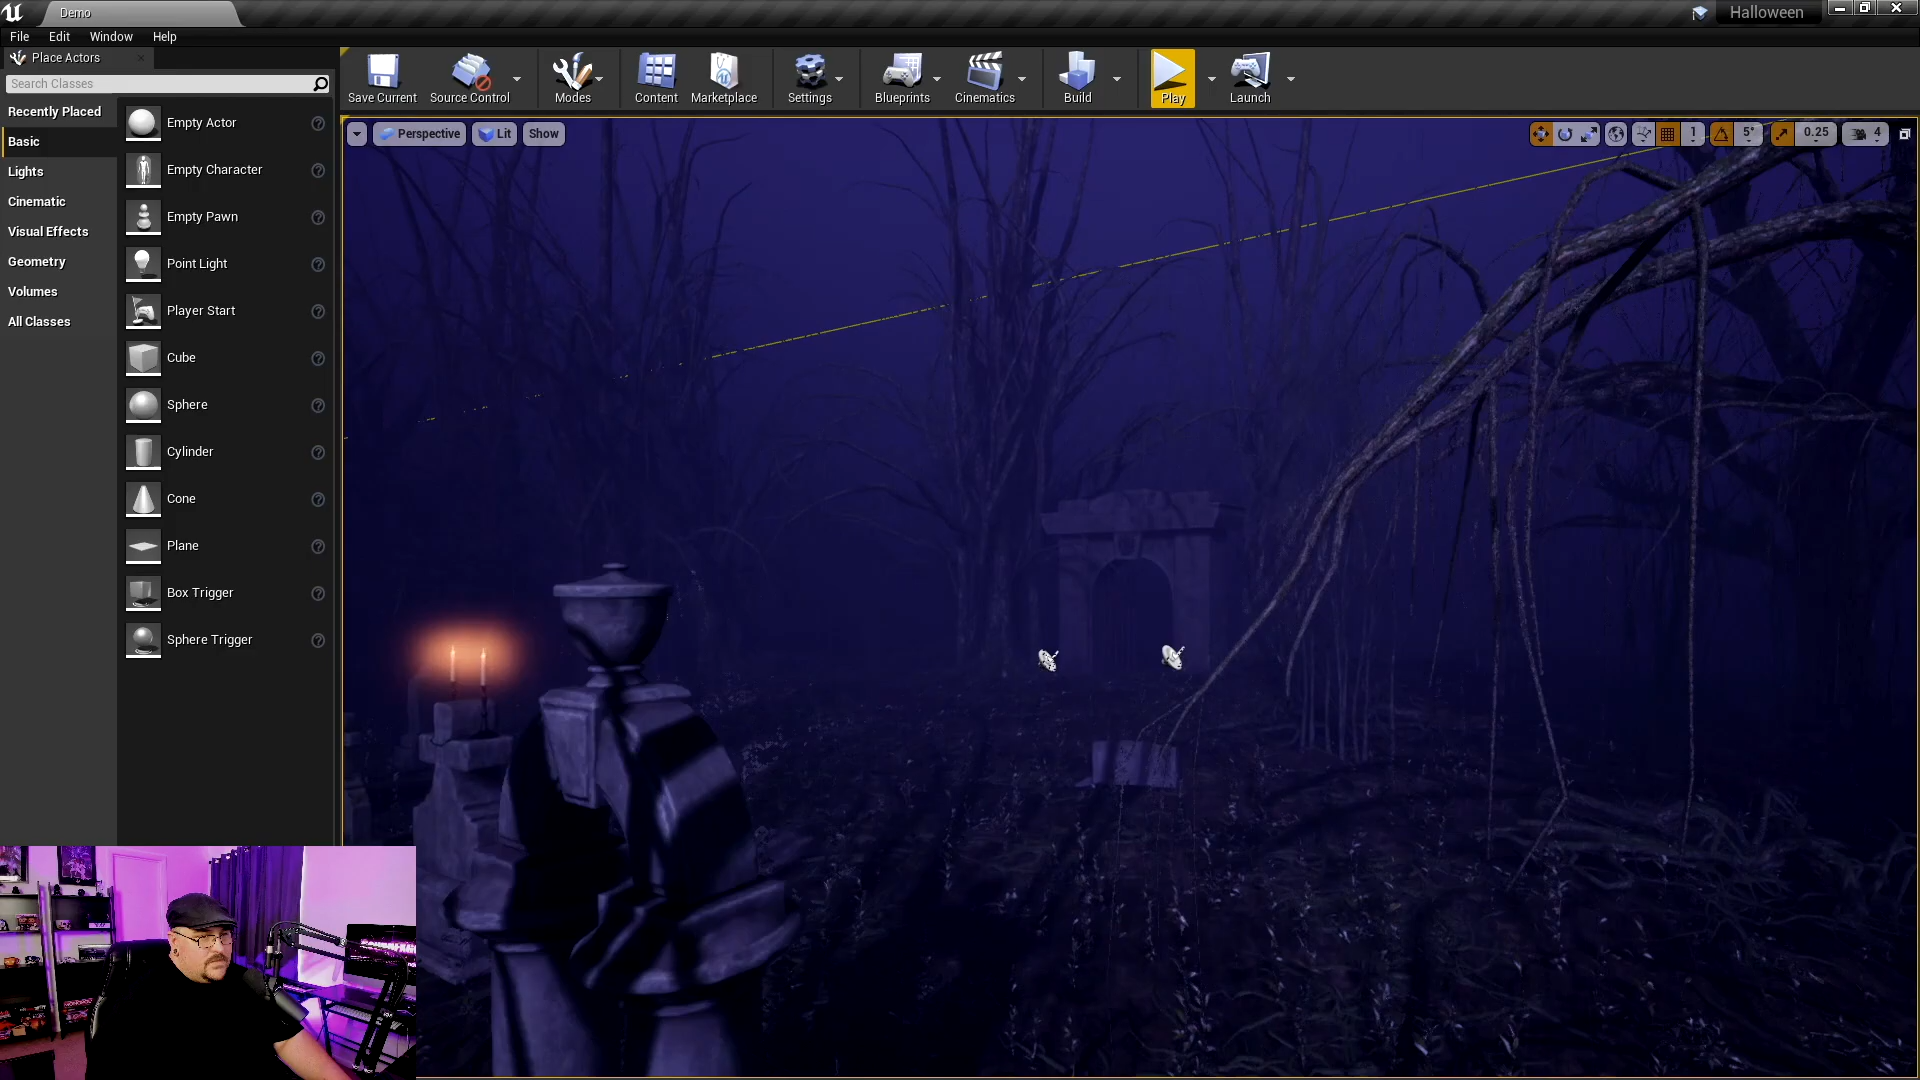 Demo
Halloween
File Edit Window Help
Place Actors
Search Classes
Recently Placed
Basic
Lights
Cinematic
Visual Effects
Geometry
Volumes
All Classes
Empty Actor
Empty Character
Empty Pawn
Point Light
Player Start
Cube
Sphere
Cylinder
Cone
Plane
Box Trigger
Sphere Trigger
Save Current Source Control Modes Content Marketplace Settings Blueprints Cinematics Build Play Launch
Perspective Lit Show
1 5° 0.25 4